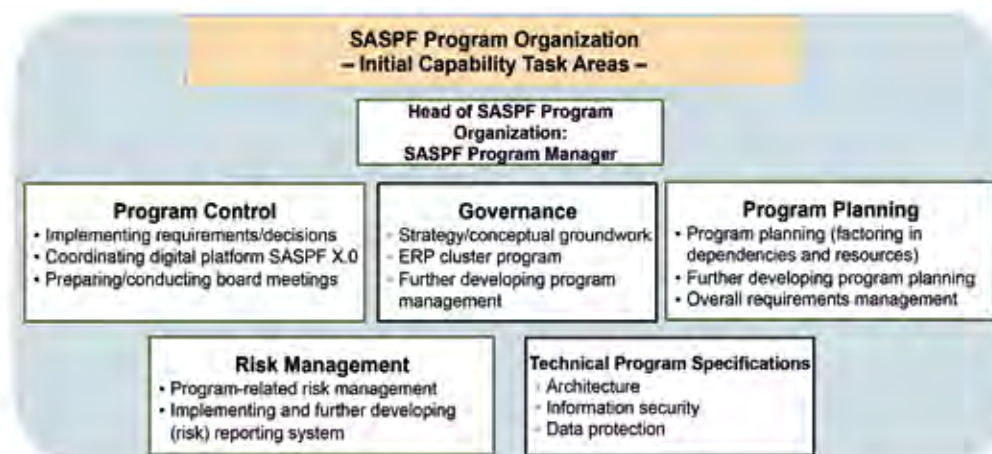 SASPF Program Organization
– Initial Capability Task Areas –
Head of SASPF Program
Organization:
SASPF Program Manager
Program Control
• Implementing requirements/decisions
• Coordinating digital platform SASPF X.0
• Preparing/conducting board meetings
Governance
◦ Strategy/conceptual groundwork
◦ ERP cluster program
◦ Further developing program
management
Program Planning
• Program planning (factoring in
dependencies and resources)
• Further developing program planning
• Overall requirements management
Risk Management
• Program-related risk management
• Implementing and further developing
(risk) reporting system
Technical Program Specifications
◦ Architecture
◦ Information security
◦ Data protection